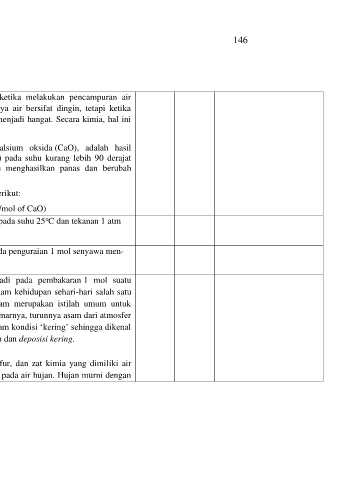 146
ketika melakukan pencampuran air
ya air bersifat dingin, tetapi ketika
menjadi hangat. Secara kimia, hal ini
alsium oksida (CaO), adalah hasil
pada suhu kurang lebih 90 derajat
menghasilkan panas dan berubah
erikut:
/mol of CaO)
pada suhu 25°C dan tekanan 1 atm
da penguraian 1 mol senyawa men-
adi pada pembakaran 1 mol suatu
am kehidupan sehari-hari salah satu
am merupakan istilah umum untuk
narnya, turunnya asam dari atmosfer
am kondisi 'kering' sehingga dikenal
dan deposisi kering.
fur, dan zat kimia yang dimiliki air
pada air hujan. Hujan murni dengan